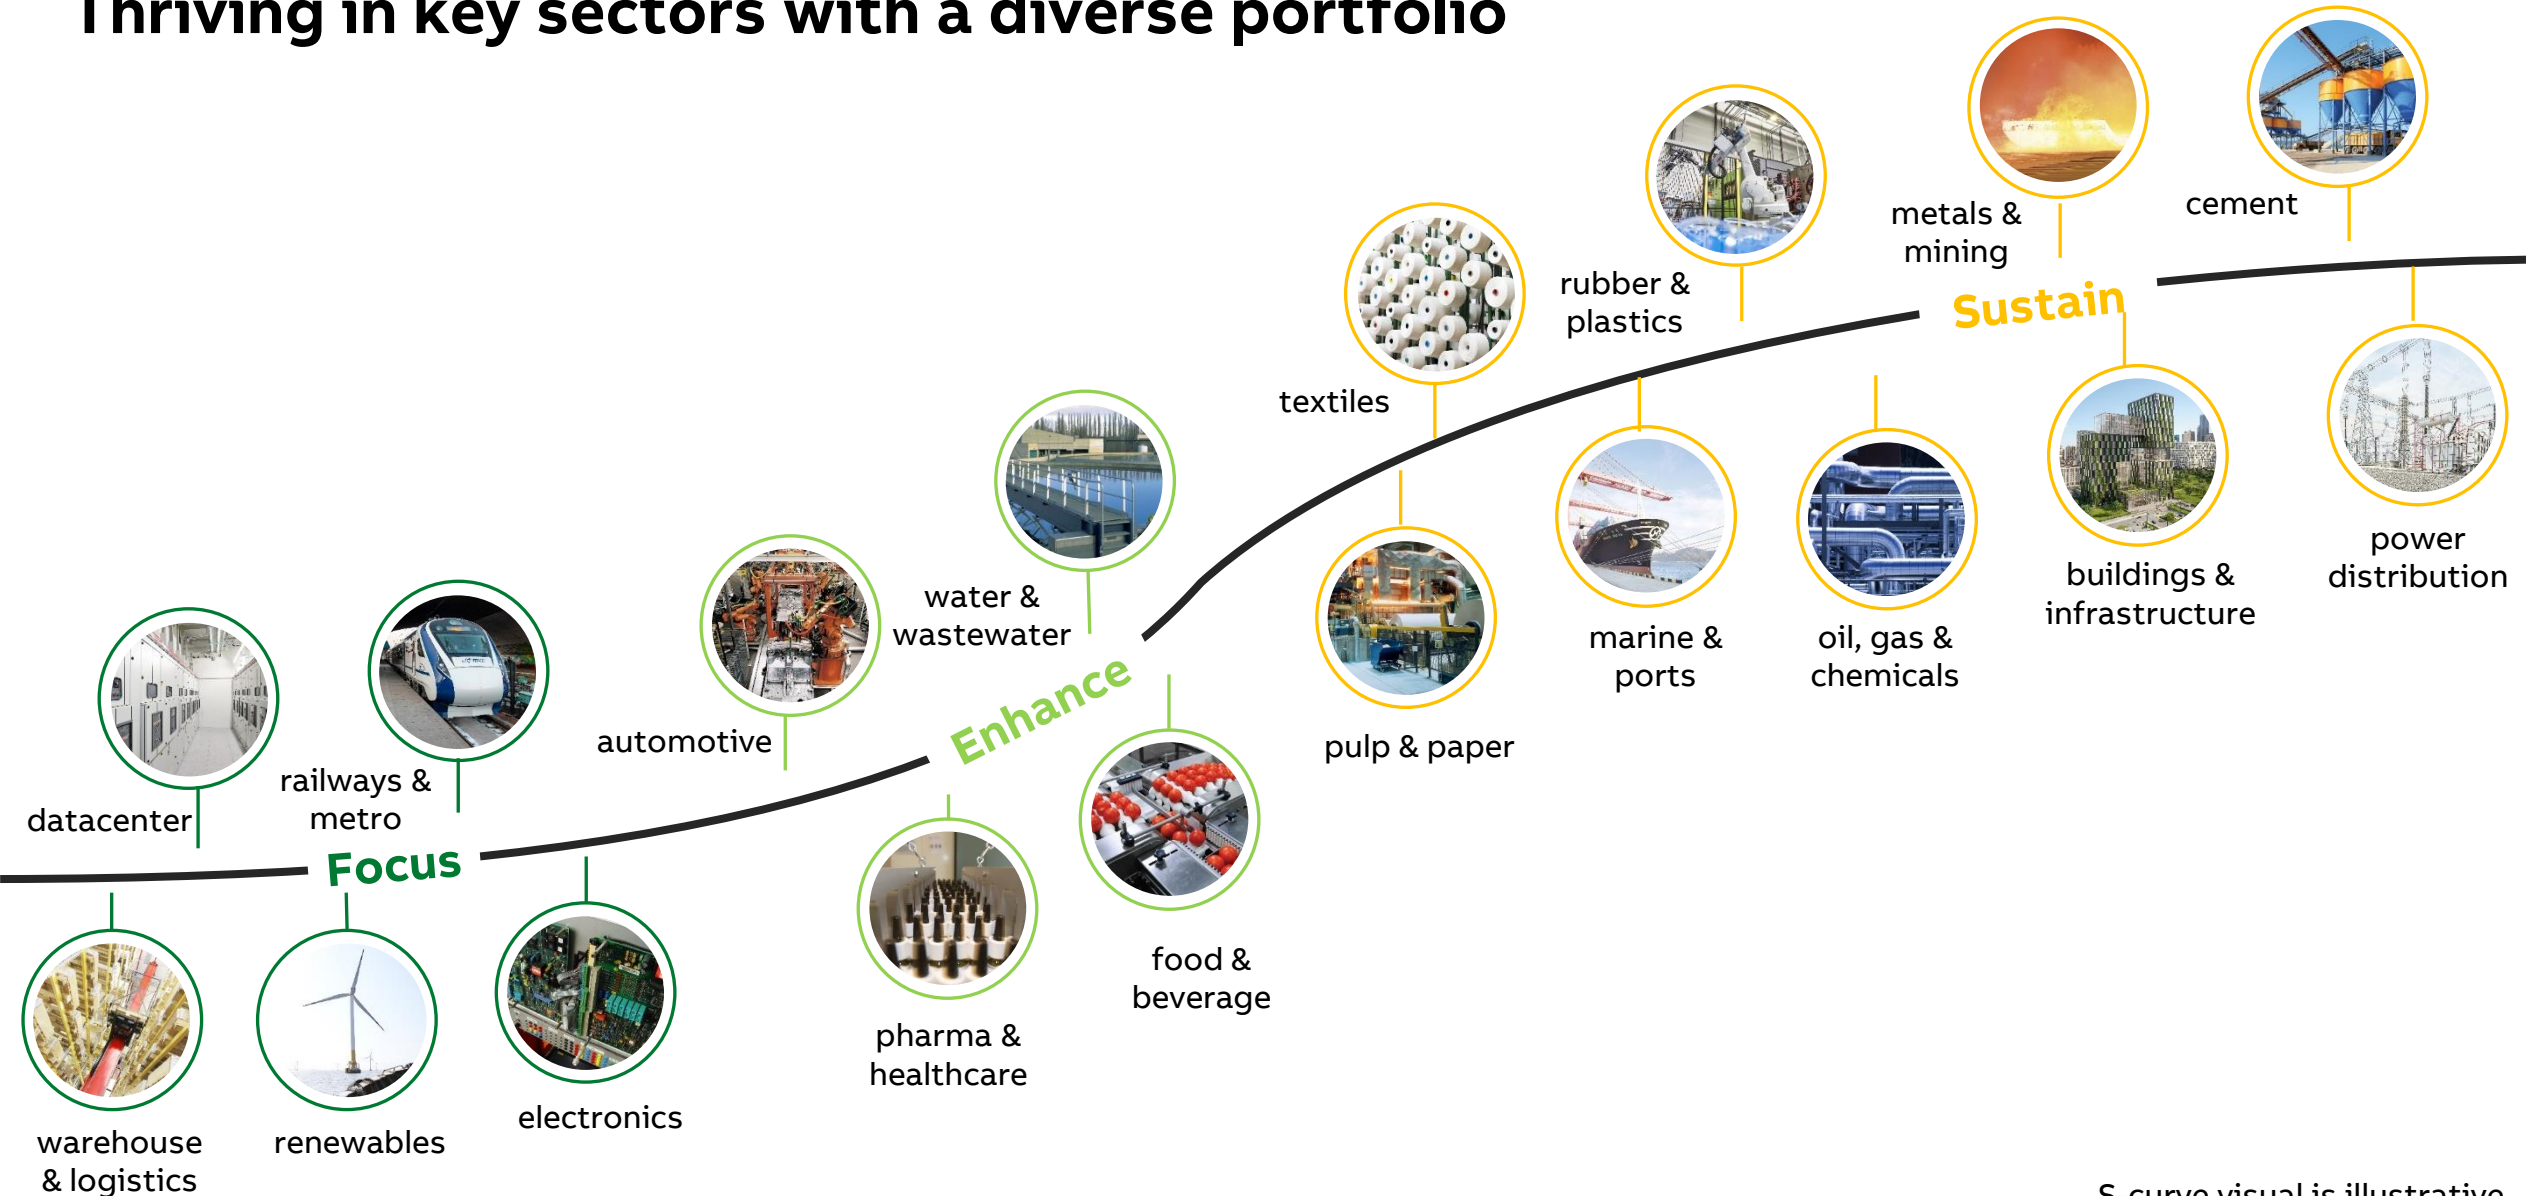 Thriving in key sectors with a diverse portfolio
metals &
mining
cement
rubber &
plastics
Sustain
textiles
power
distribution
buildings &
infrastructure
water &
wastewater
marine &
ports
oil, gas &
chemicals
Enhance
automotive
pulp & paper
railways &
metro
datacenter
Focus
food &
beverage
pharma &
healthcare
electronics
warehouse
& logistics
renewables
S-curve visual is illustrative